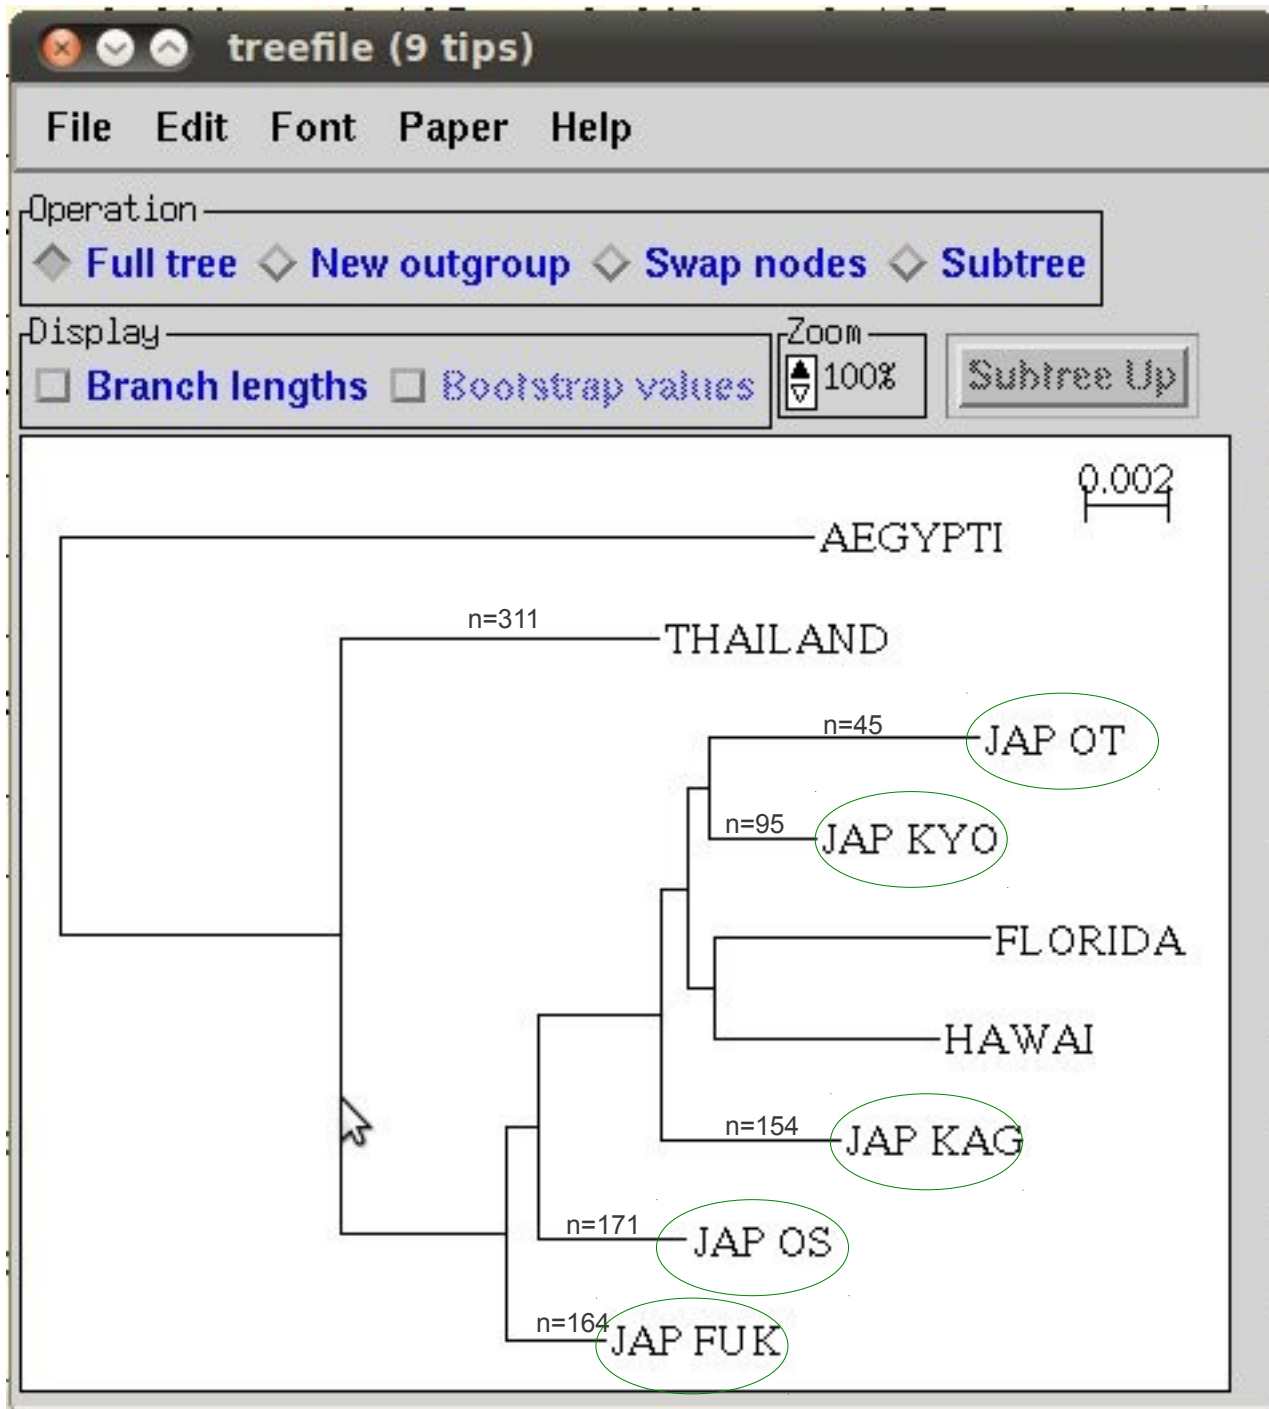 treefile (9 tips)
File Edit Font Paper Help
Operation
Full tree New outgroup Swap nodes Subtree
Display Zoom
Branch lengths Bootstrap values 100% Subtree Up
0.002
AEGYPTI
n=311 THAILAND
n=45 JAP OT
n=95 JAP KYO
FLORIDA
HAWAI
n=154 JAP KAG
n=171 JAP OS
n=164 JAP FUK